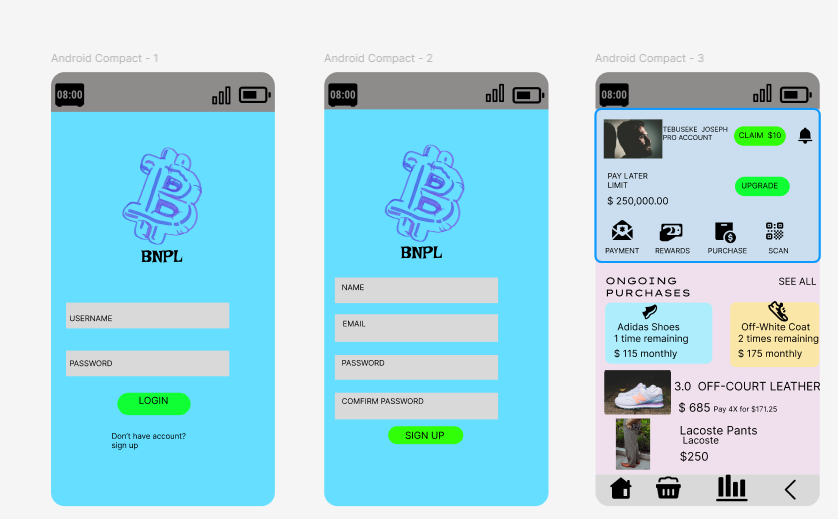 Android Compact - 1
08:00
BNPL
USERNAME
PASSWORD
LOGIN
Don't have account?
sign up
Android Compact - 2
BNPL
NAME
EMAIL
PASSWORD
COMFIRM PASSWORD
SIGN UP
Android Compact - 3
08:00
TEBUSEKE JOSEPH
PRO ACCOUNT
CLAIM $10
PAY LATER
LIMIT
$ 250,000.00
UPGRADE
PAYMENT REWARDS PURCHASE SCAN
ONGOING
PURCHASES
SEE ALL
Adidas Shoes
1 time remaining
$ 115 monthly
Off-White Coat
2 times remaining
$ 175 monthly
3.0 OFF-COURT LEATHER
$ 685 Pay 4X for $171.25
Lacoste Pants
Lacoste
$250